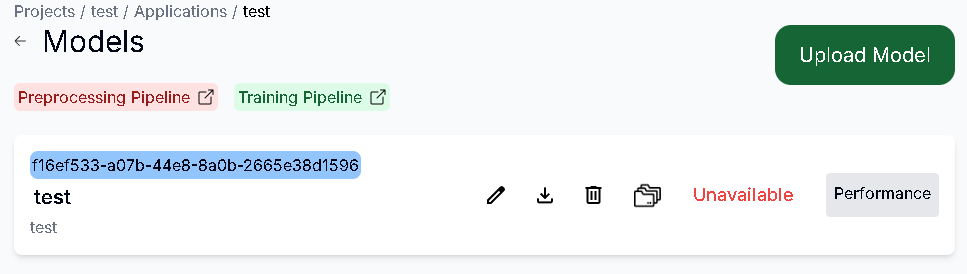 Projects / test / Applications / test
Models
Upload Model
Preprocessing Pipeline
Training Pipeline
f16ef533-a07b-44e8-8a0b-2665e38d1596
test
Unavailable
Performance
test